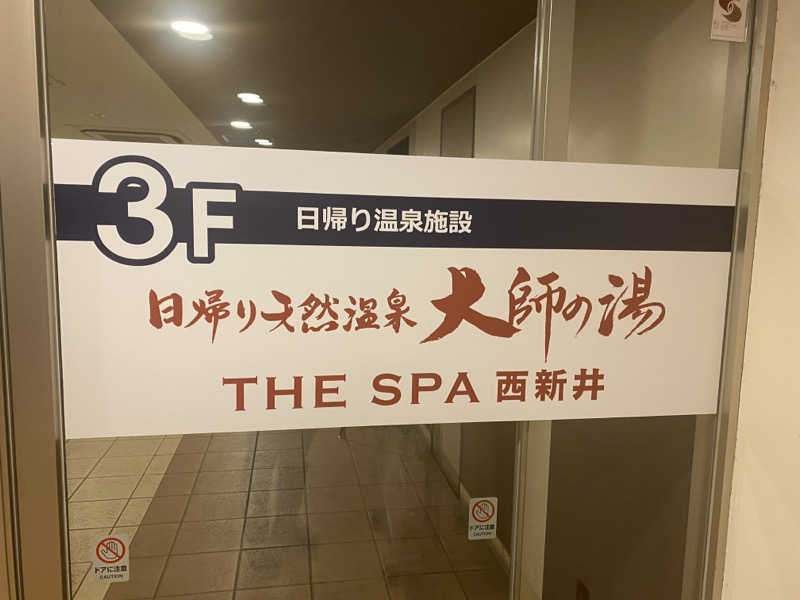 3F
日帰り温泉施設
日帰り天然温泉 大師の湯
THE SPA 西新井
ドアに注意
CAUTION
ドアに注意
CAUTION